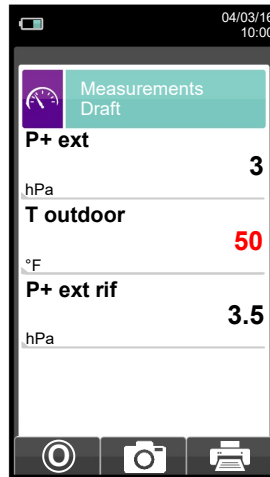 04/03/16
10:00
Measurements
Draft
P+ ext
3
hPa
T outdoor
50
°F
P+ ext rif
3.5
hPa
O